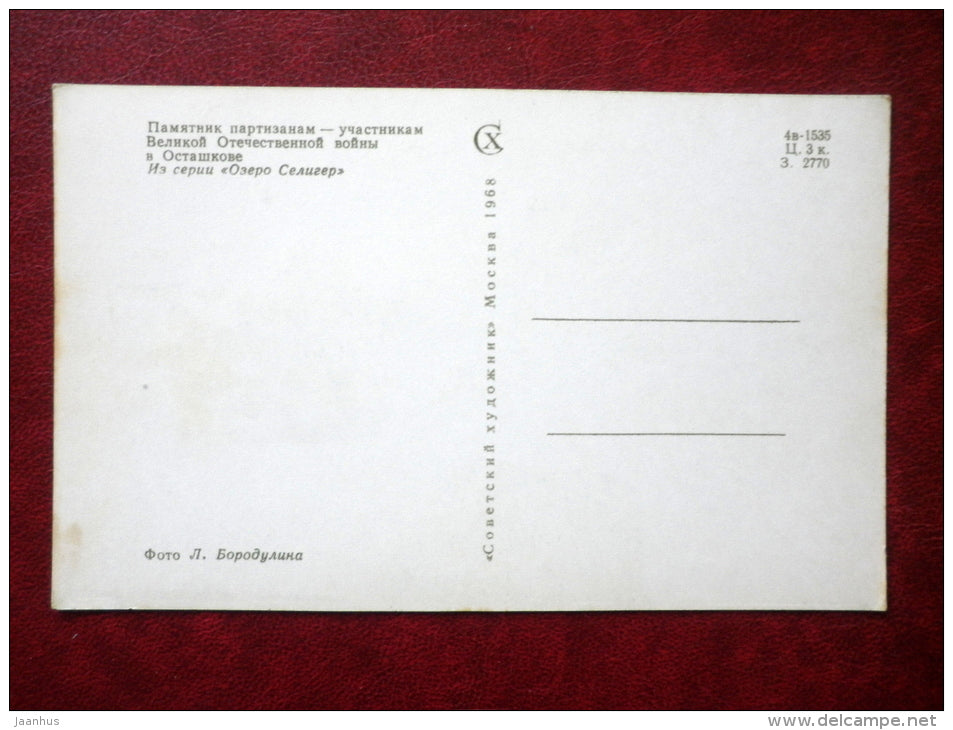 Памятник партизанам — участникам
Великой Отечественной войны
в Осташкове
Из серии «Озеро Селигер»
Фото Л. Бородулина
СХ
«Советский художник» Москва 1968
4в-1535
Ц. 3 к.
З. 2770
jaanhus
www.delcampe.net